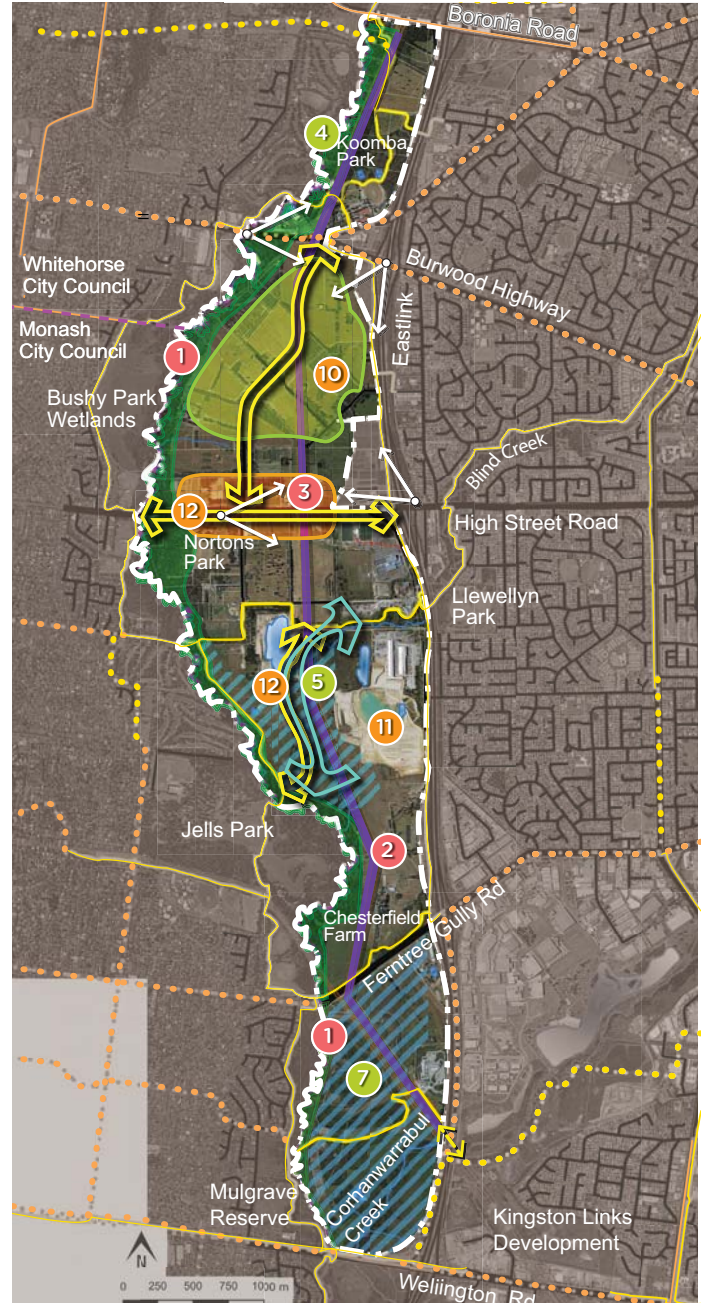 Boronia Road
4
Koomba
Park
Whitehorse
City Council
Burwood Highway
Monash
City Council
Eastlink
1
10
Bushy Park
Wetlands
Blind Creek
3
12
High Street Road
Nortons
Park
Llewellyn
Park
12
5
11
Jells Park
2
Chesterfield
Farm
Ferntree Gully Rd
1
7
Corhanwarrabul
Creek
Mulgrave
Reserve
Kingston Links
Development
N
0 250 500 750 1000 m
Wellington Rd